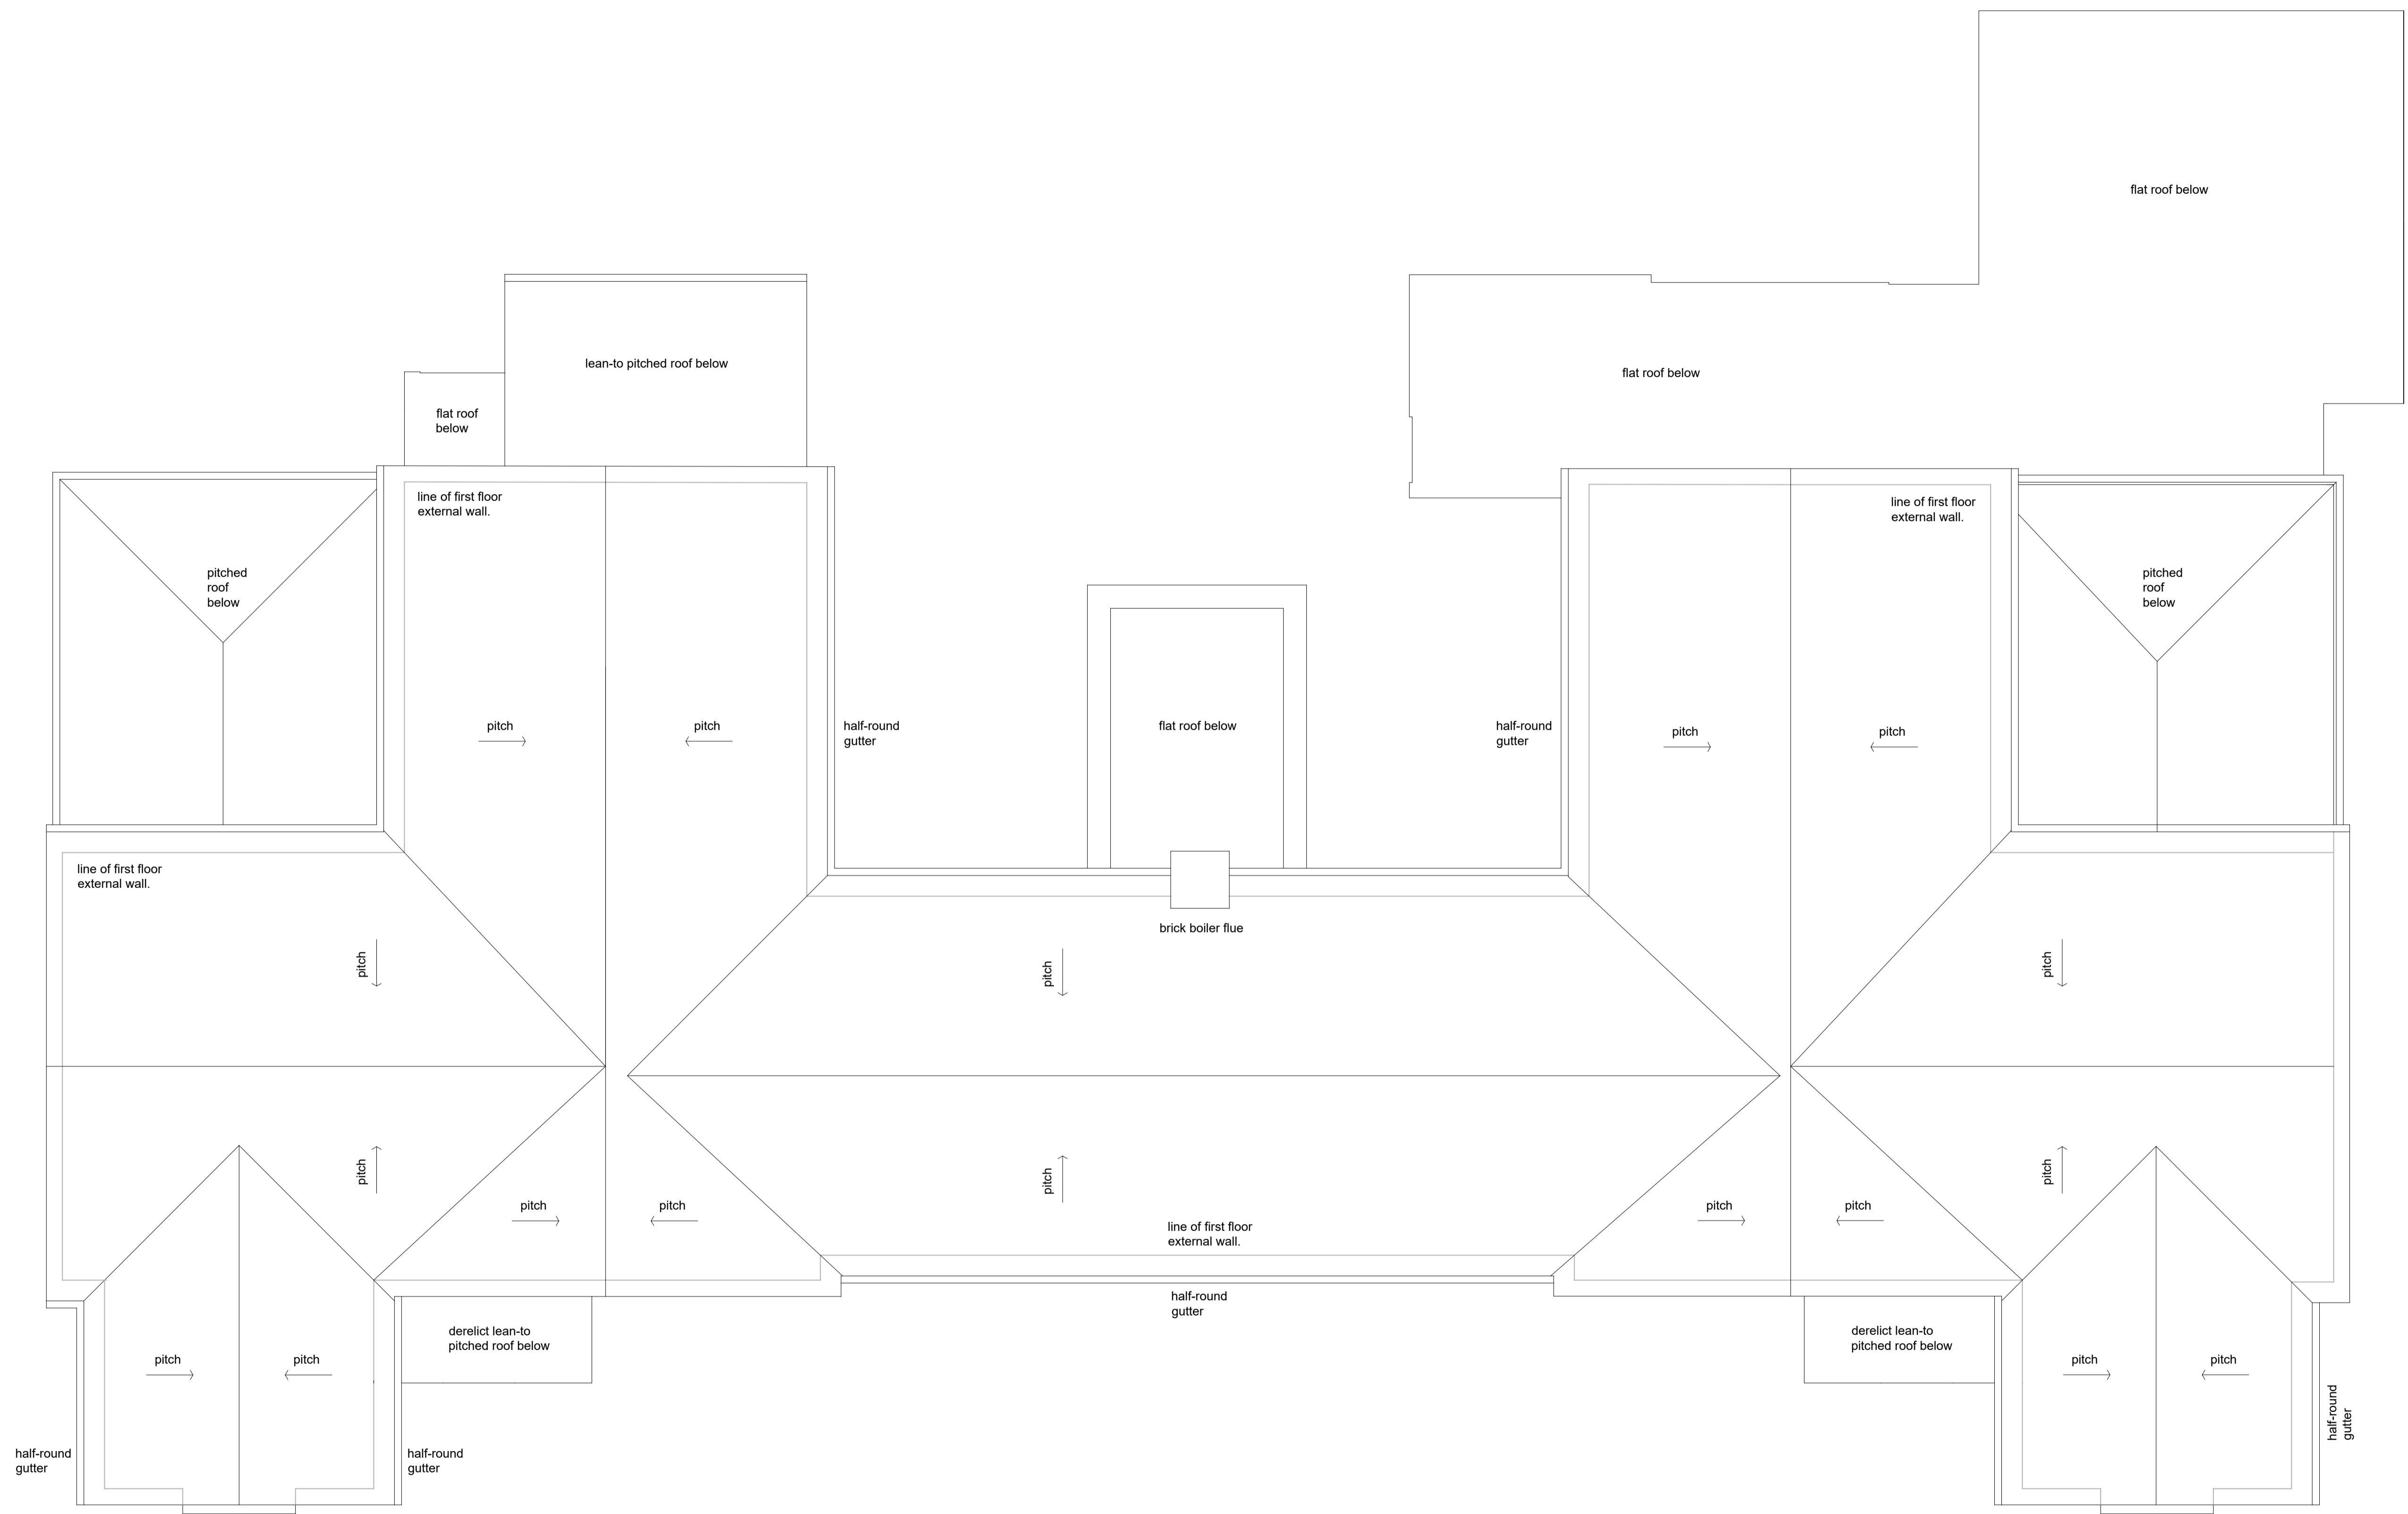 flat roof below
lean-to pitched roof below
flat roof below
flat roof
below
line of first floor
external wall.
line of first floor
external wall.
pitched
roof
below
pitched
roof
below
pitch
pitch
half-round
gutter
flat roof below
half-round
gutter
pitch
pitch
line of first floor
external wall.
brick boiler flue
pitch
pitch
pitch
pitch
pitch
pitch
pitch
pitch
pitch
pitch
line of first floor
external wall.
half-round
gutter
derelict lean-to
pitched roof below
derelict lean-to
pitched roof below
pitch
pitch
pitch
pitch
half-round
gutter
half-round
gutter
half-round
gutter